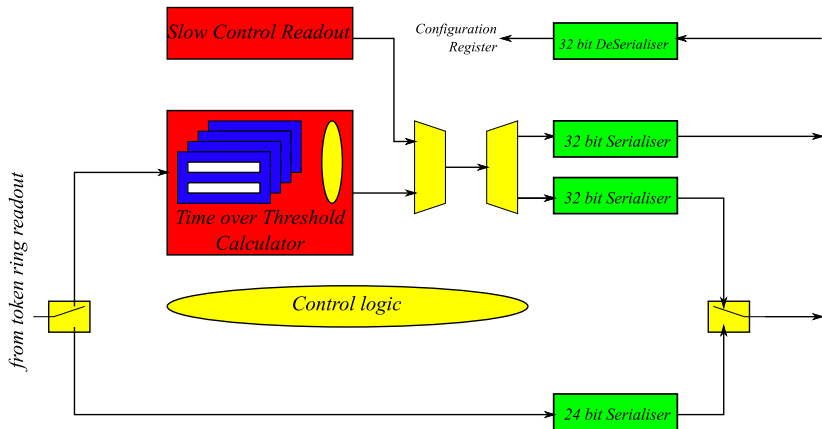 Slow Control Readout
Configuration
Register
32 bit DeSerialiser
32 bit Serialiser
32 bit Serialiser
Time over Threshold
Calculator
from token ring readout
Control logic
24 bit Serialiser